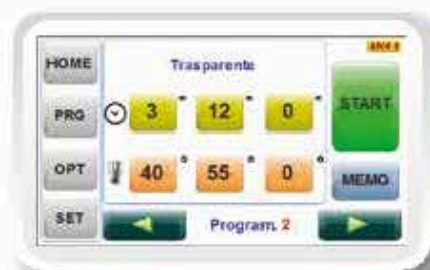 HOME
Trasparente
PRG
3 12 0
START
OPT
40° 55° 0°
MEMO
SET
Program. 2